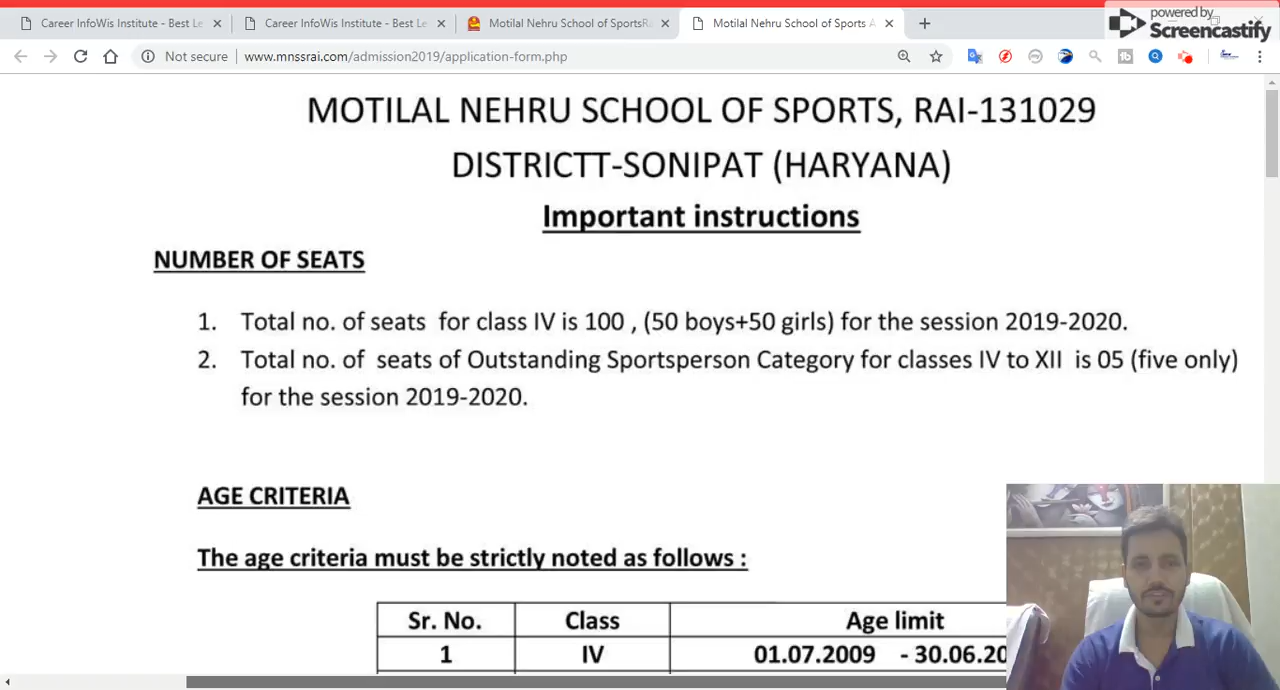 Career InfoWis Institute - Best Le
Career InfoWis Institute - Best Le
Motilal Nehru School of SportsRa
Motilal Nehru School of Sports A
powered by
Screencastify
Not secure
www.mnssrai.com/admission2019/application-form.php
MOTILAL NEHRU SCHOOL OF SPORTS, RAI-131029
DISTRICTT-SONIPAT (HARYANA)
Important instructions
NUMBER OF SEATS
1. Total no. of seats for class IV is 100 , (50 boys+50 girls) for the session 2019-2020.
2. Total no. of seats of Outstanding Sportsperson Category for classes IV to XII is 05 (five only)
for the session 2019-2020.
AGE CRITERIA
The age criteria must be strictly noted as follows :
Sr. No. Class Age limit
1 IV 01.07.2009 - 30.06.20